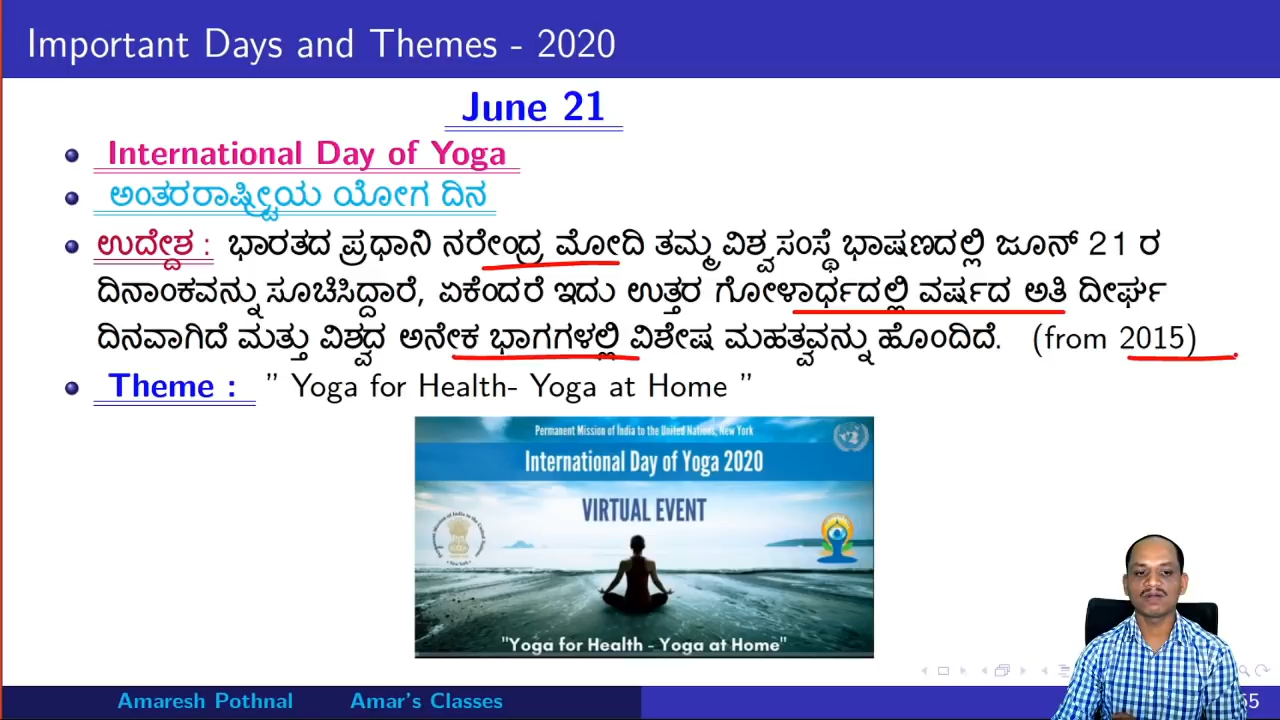 Important Days and Themes - 2020
June 21
International Day of Yoga
ಅಂತರರಾಷ್ಟ್ರೀಯ ಯೋಗ ದಿನ
ಉದ್ದೇಶ : ಭಾರತದ ಪ್ರಧಾನಿ ನರೇಂದ್ರ ಮೋದಿ ತಮ್ಮ ವಿಶ್ವಸಂಸ್ಥೆ ಭಾಷಣದಲ್ಲಿ ಜೂನ್ 21 ರ
ದಿನಾಂಕವನ್ನು ಸೂಚಿಸಿದ್ದಾರೆ, ಏಕೆಂದರೆ ಇದು ಉತ್ತರ ಗೋಳಾರ್ಧದಲ್ಲಿ ವರ್ಷದ ಅತಿ ದೀರ್ಘ
ದಿನವಾಗಿದೆ ಮತ್ತು ವಿಶ್ವದ ಅನೇಕ ಭಾಗಗಳಲ್ಲಿ ವಿಶೇಷ ಮಹತ್ವವನ್ನು ಹೊಂದಿದೆ. (from 2015)
Theme : " Yoga for Health- Yoga at Home "
Permanent Mission of India to the United Nations, New York
International Day of Yoga 2020
VIRTUAL EVENT
"Yoga for Health - Yoga at Home"
Amaresh Pothnal Amar's Classes